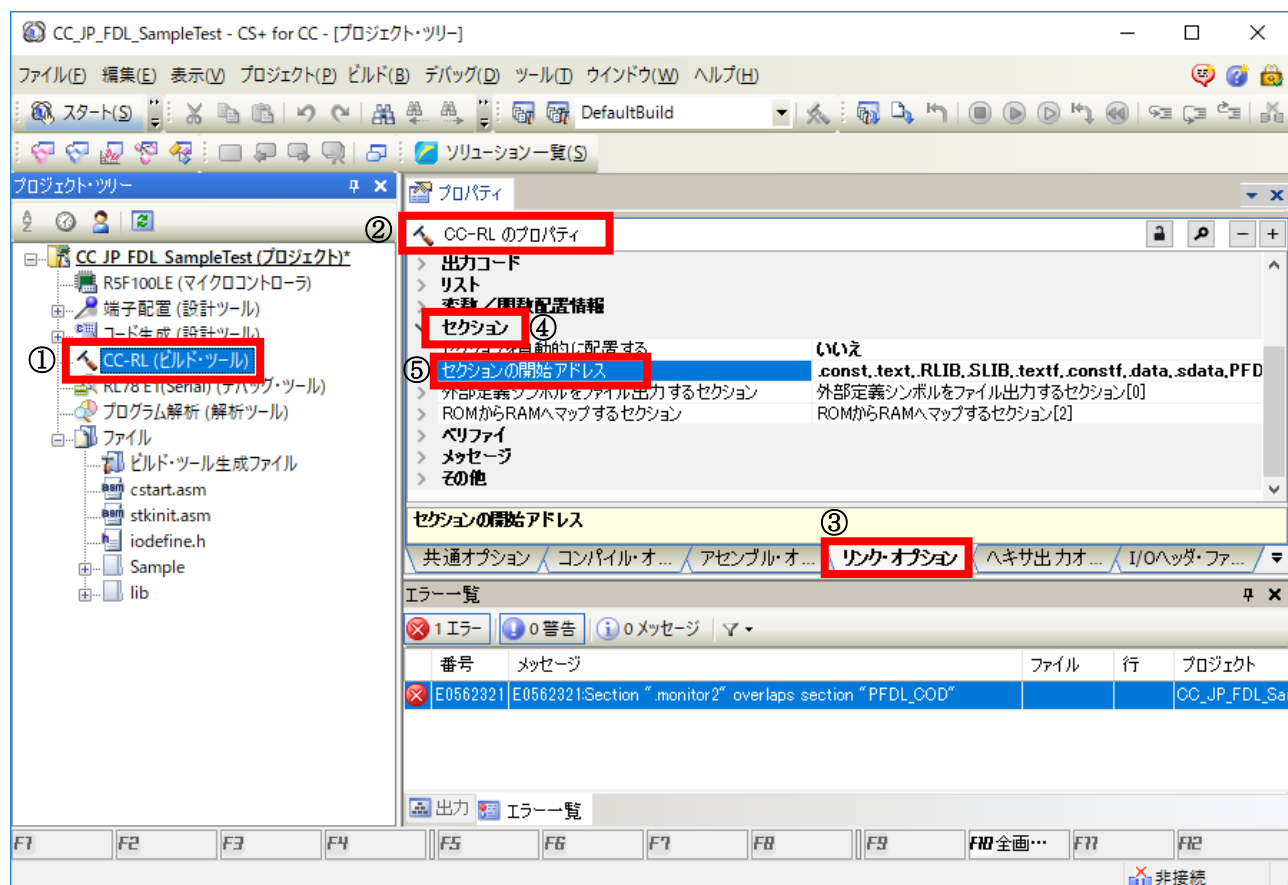 CC_JP_FDL_SampleTest - CS+ for CC - [プロジェクト・ツリー]
ファイル(F) 編集(E) 表示(V) プロジェクト(P) ビルド(B) デバッグ(D) ツール(T) ウインドウ(W) ヘルプ(H)
スタート(S) DefaultBuild
ソリューション一覧(S)
プロジェクト・ツリー
プロパティ
② CC-RL のプロパティ
CC_JP_FDL_SampleTest (プロジェクト)*
R5F100LE (マイクロコントローラ)
端子配置 (設計ツール)
コード生成 (設計ツール)
① CC-RL (ビルド・ツール)
RL78 E1(Serial) (デバッグ・ツール)
プログラム解析 (解析ツール)
ファイル
ビルド・ツール生成ファイル
cstart.asm
stkinit.asm
iodefine.h
Sample
lib
出力コード
リスト
変数／関数配置情報
セクション ④
セクションを自動的に配置する いいえ
⑤ セクションの開始アドレス .const,.text,.RLIB,.SLIB,.textf,.constf,.data,.sdata,PFD
外部定義シンボルをファイル出力するセクション 外部定義シンボルをファイル出力するセクション[0]
ROMからRAMへマップするセクション ROMからRAMへマップするセクション[2]
ベリファイ
メッセージ
その他
セクションの開始アドレス
③
共通オプション コンパイル・オ... アセンブル・オ... リンク・オプション ヘキサ出力オ... I/Oヘッダ・ファ...
エラー一覧
1 エラー 0 警告 0 メッセージ
番号 メッセージ ファイル 行 プロジェクト
E0562321 E0562321:Section ".monitor2" overlaps section "PFDL_COD" CC_JP_FDL_Sa
出力 エラー一覧
F1 F2 F3 F4 F5 F6 F7 F8 F9 F10 全画… F11 F12
非接続